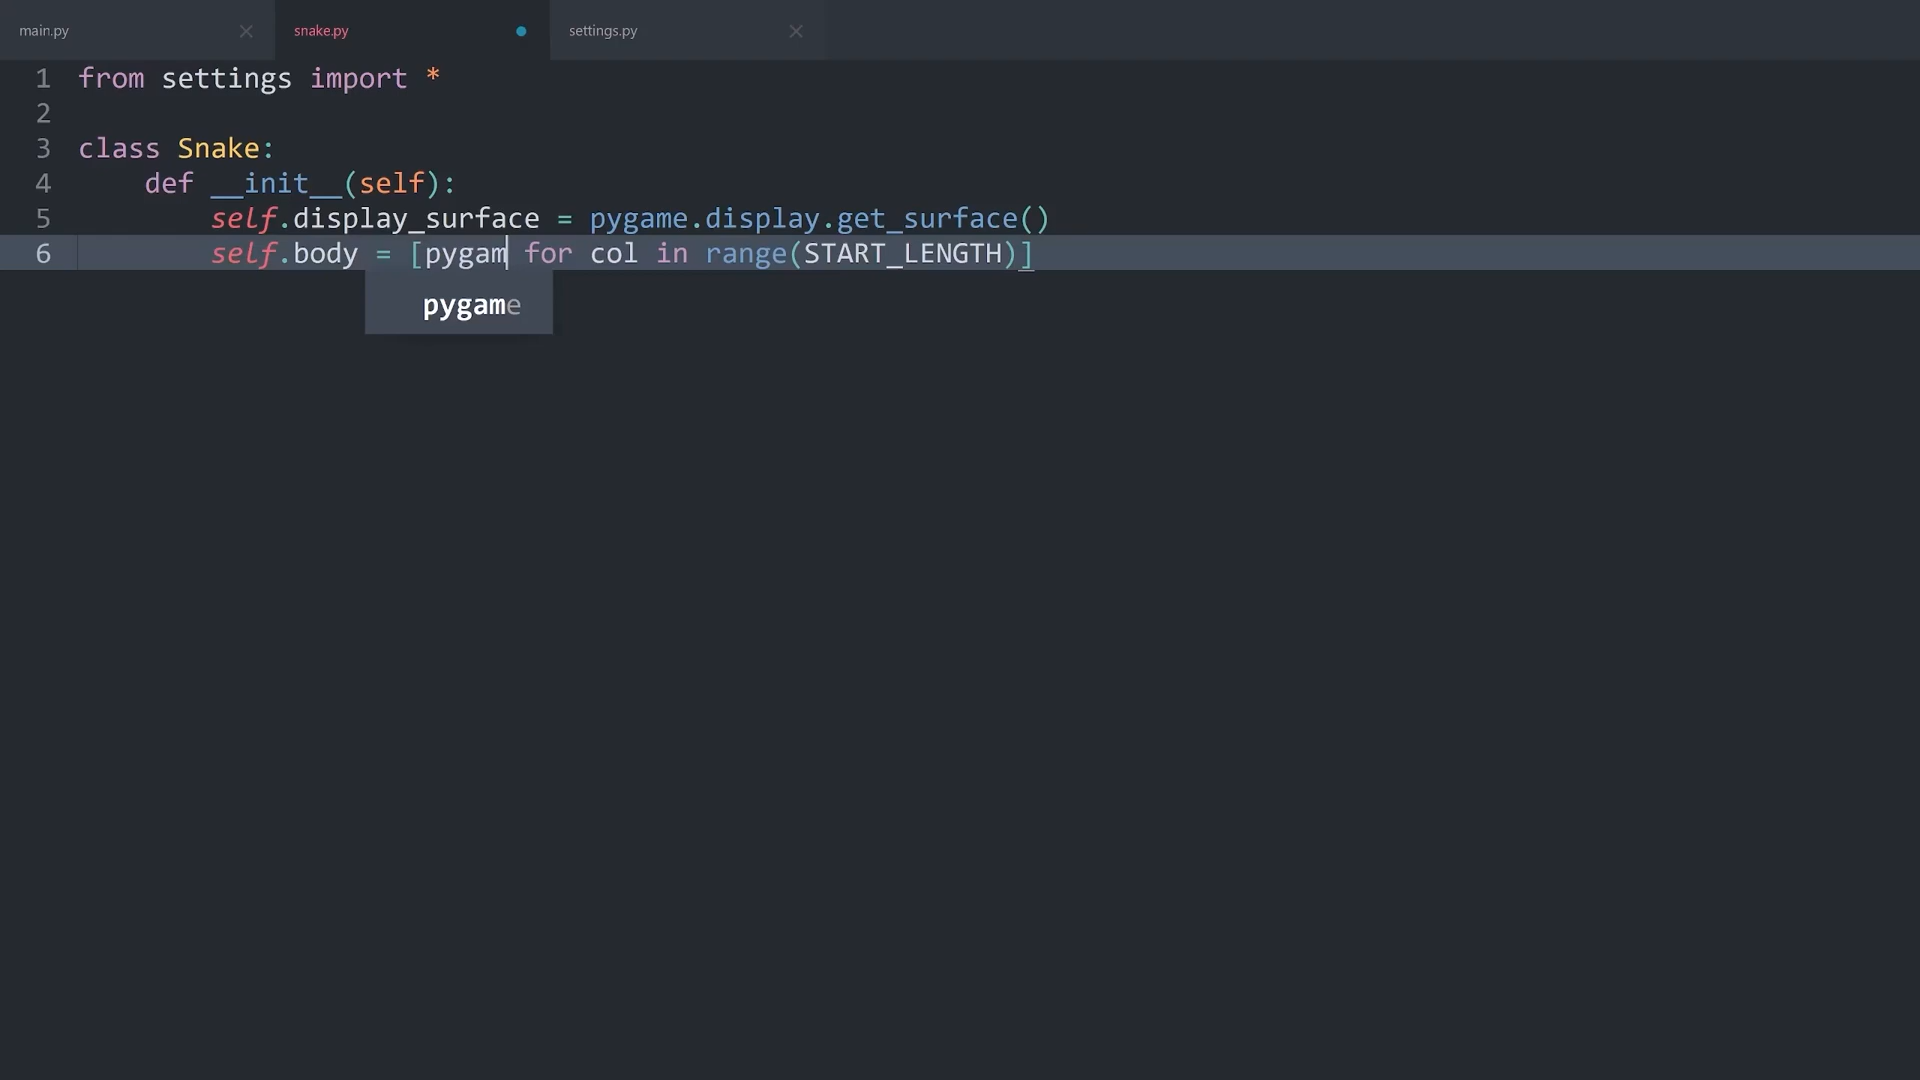 main.py
snake.py
settings.py
1 from settings import *
2
3 class Snake:
4     def __init__(self):
5         self.display_surface = pygame.display.get_surface()
6         self.body = [pygam for col in range(START_LENGTH)]
pygame